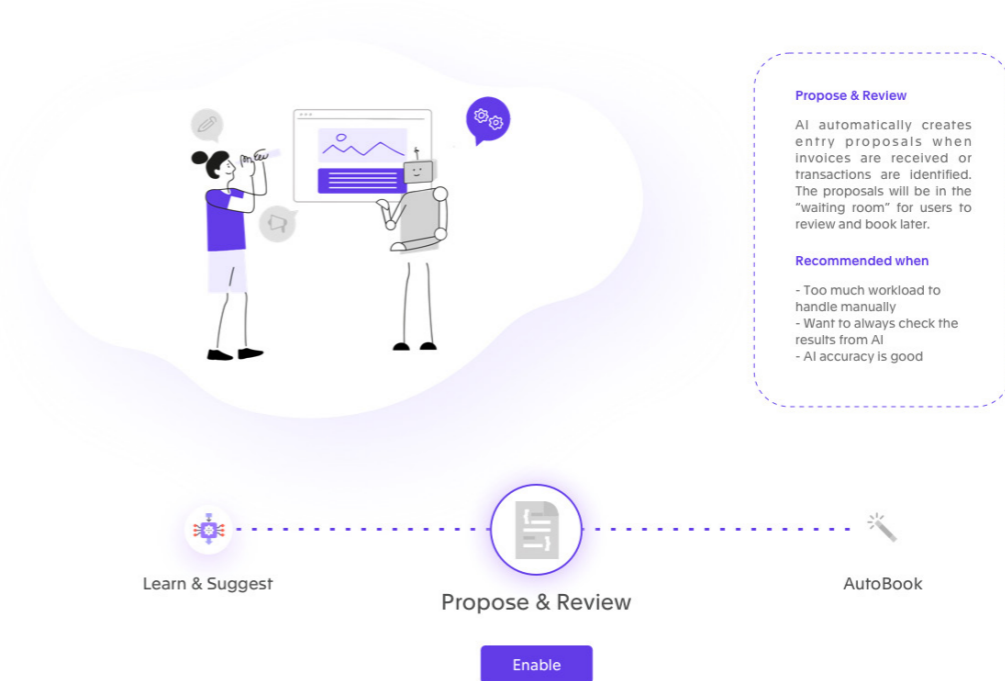 Propose & Review
AI automatically creates
entry proposals when
invoices are received or
transactions are identified.
The proposals will be in the
"waiting room" for users to
review and book later.
Recommended when
- Too much workload to
handle manually
- Want to always check the
results from AI
- AI accuracy is good
Learn & Suggest
Propose & Review
AutoBook
Enable